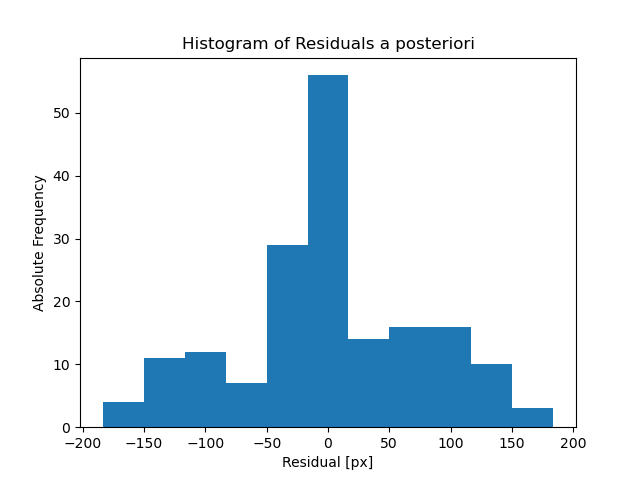 Histogram of Residuals a posteriori
Absolute Frequency
50
40
30
20
10
0
−200 −150 −100 −50 0 50 100 150 200
Residual [px]